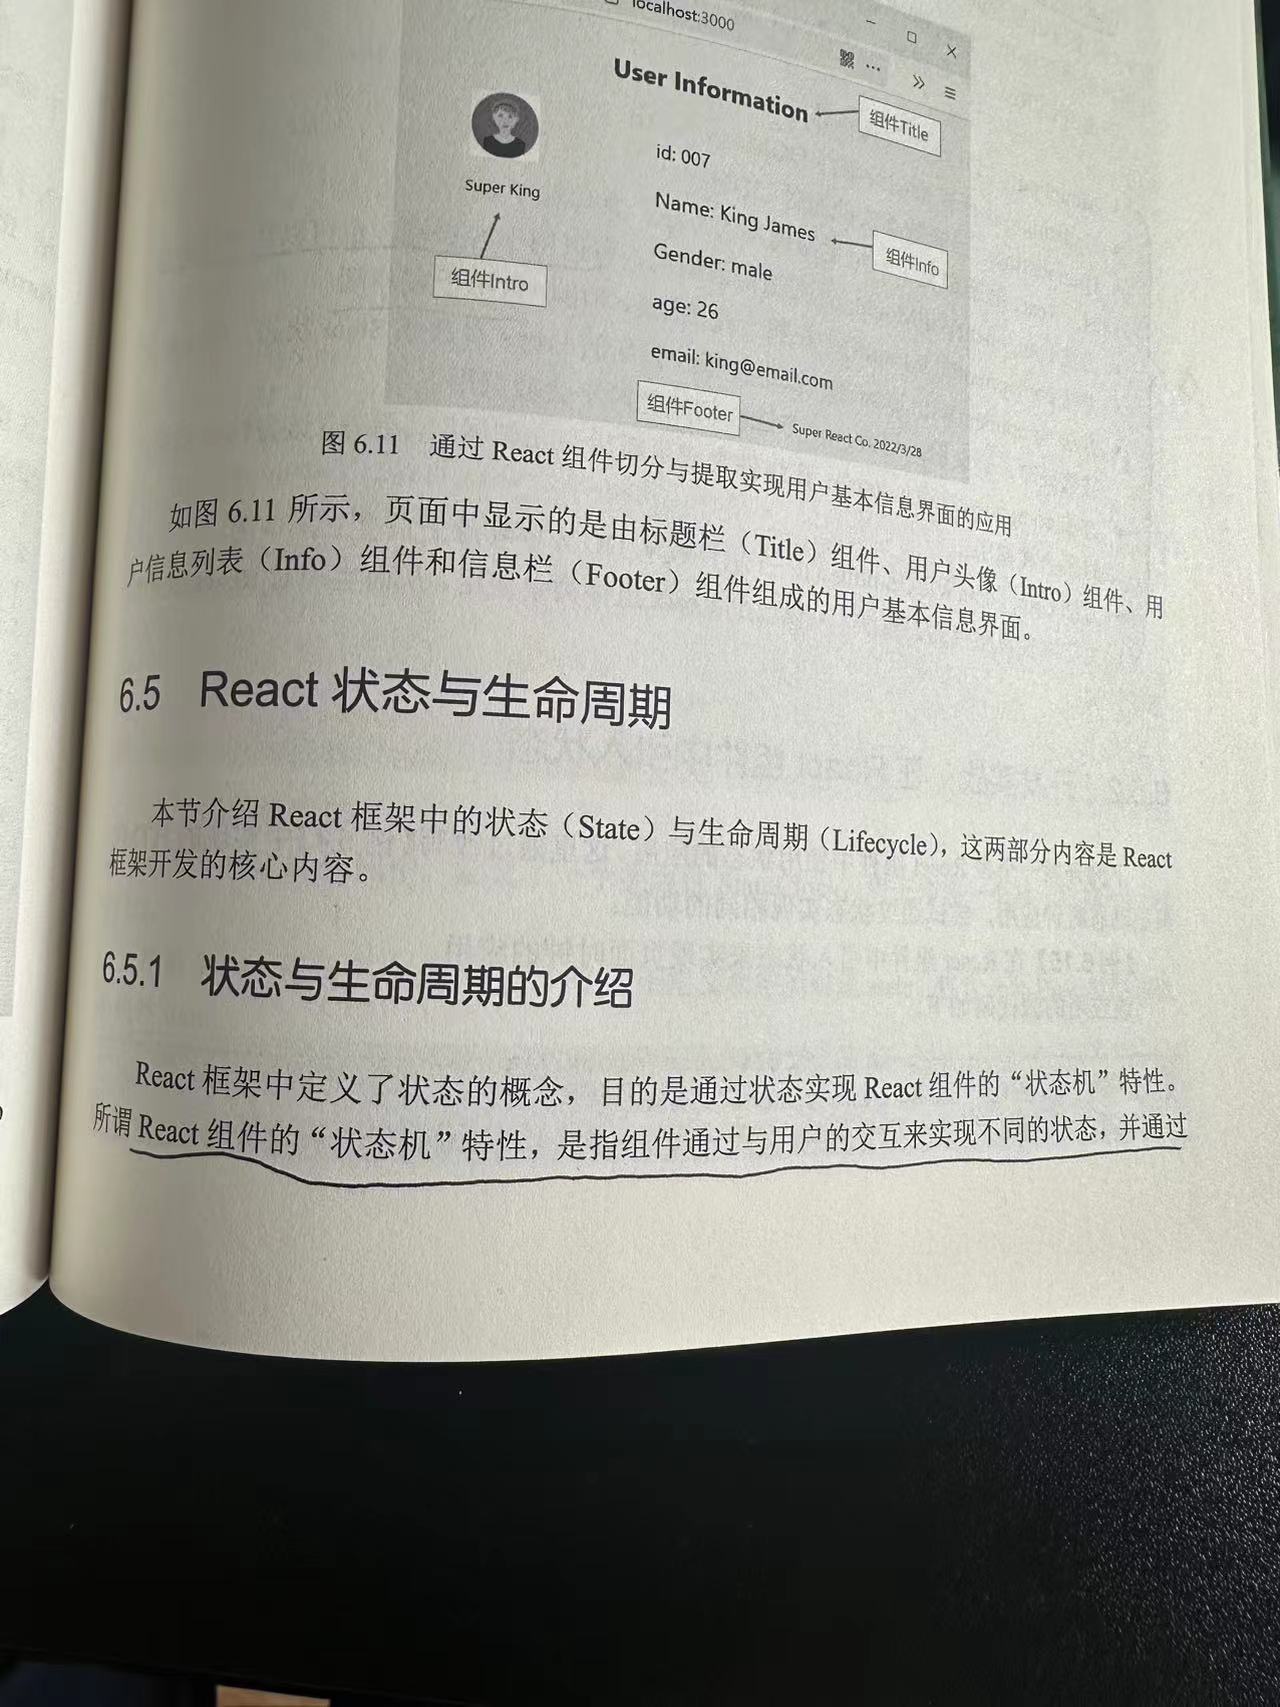 localhost:3000
User Information
组件Title
id: 007
Super King
Name: King James
组件Info
Gender: male
组件Intro
age: 26
email: king@email.com
组件Footer
Super React Co. 2022/3/28
图 6.11 通过 React 组件切分与提取实现用户基本信息界面的应用
如图 6.11 所示，页面中显示的是由标题栏（Title）组件、用户头像（Intro）组件、用
户信息列表（Info）组件和信息栏（Footer）组件组成的用户基本信息界面。
6.5 React 状态与生命周期
本节介绍 React 框架中的状态（State）与生命周期（Lifecycle），这两部分内容是 React
框架开发的核心内容。
6.5.1 状态与生命周期的介绍
React 框架中定义了状态的概念，目的是通过状态实现 React 组件的“状态机”特性。
所谓 React 组件的“状态机”特性，是指组件通过与用户的交互来实现不同的状态，并通过